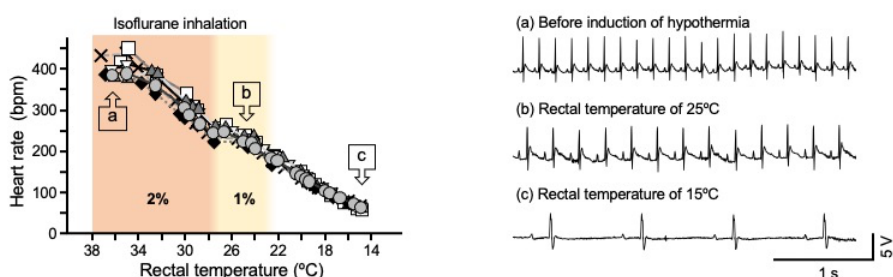 Isoflurane inhalation
Heart rate (bpm)
400
300
200
100
0
a
b
c
2%
1%
38 34 30 26 22 18 14
Rectal temperature (ºC)
(a) Before induction of hypothermia
(b) Rectal temperature of 25ºC
(c) Rectal temperature of 15ºC
5 V
1 s